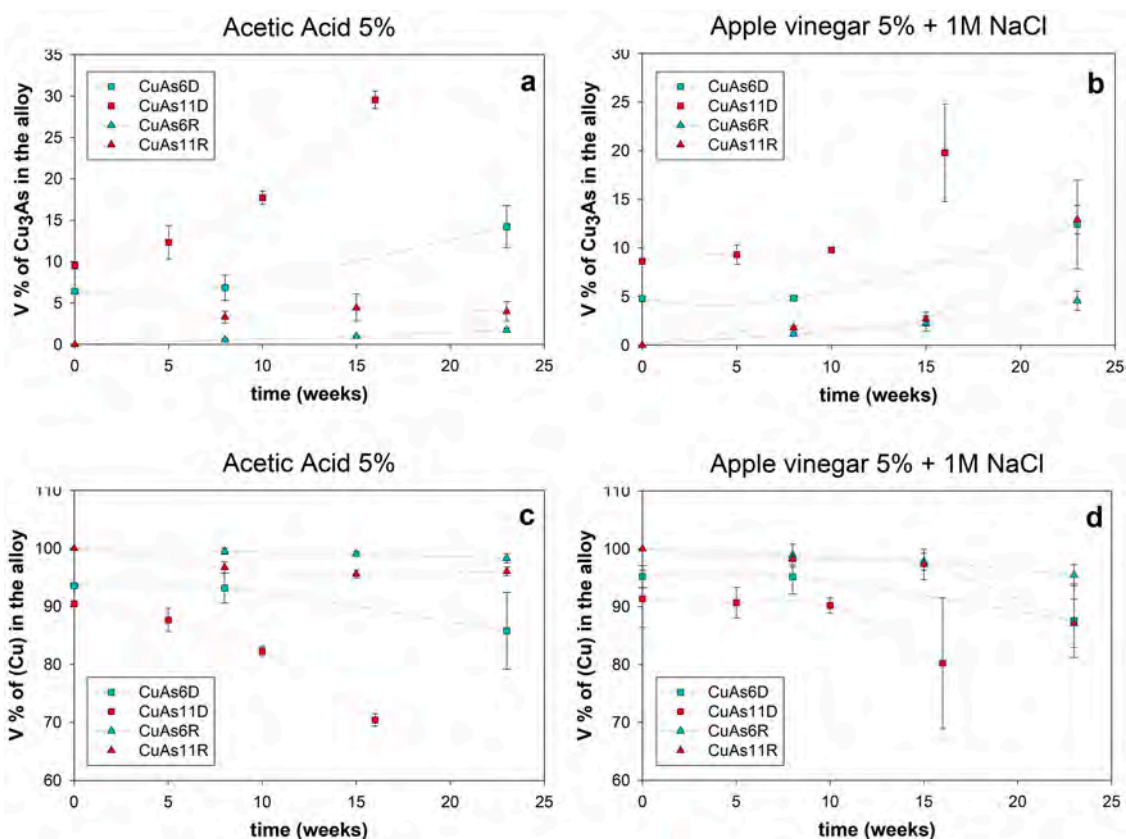 Acetic Acid 5%
a
35
30
25
20
15
10
5
0
V % of Cu₃As in the alloy
CuAs6D
CuAs11D
CuAs6R
CuAs11R
0 5 10 15 20 25
time (weeks)
Apple vinegar 5% + 1M NaCl
b
30
25
20
15
10
5
0
V % of Cu₃As in the alloy
CuAs6D
CuAs11D
CuAs6R
CuAs11R
0 5 10 15 20 25
time (weeks)
Acetic Acid 5%
c
110
100
90
80
70
60
V % of (Cu) in the alloy
CuAs6D
CuAs11D
CuAs6R
CuAs11R
0 5 10 15 20 25
time (weeks)
Apple vinegar 5% + 1M NaCl
d
110
100
90
80
70
60
V % of (Cu) in the alloy
CuAs6D
CuAs11D
CuAs6R
CuAs11R
0 5 10 15 20 25
time (weeks)